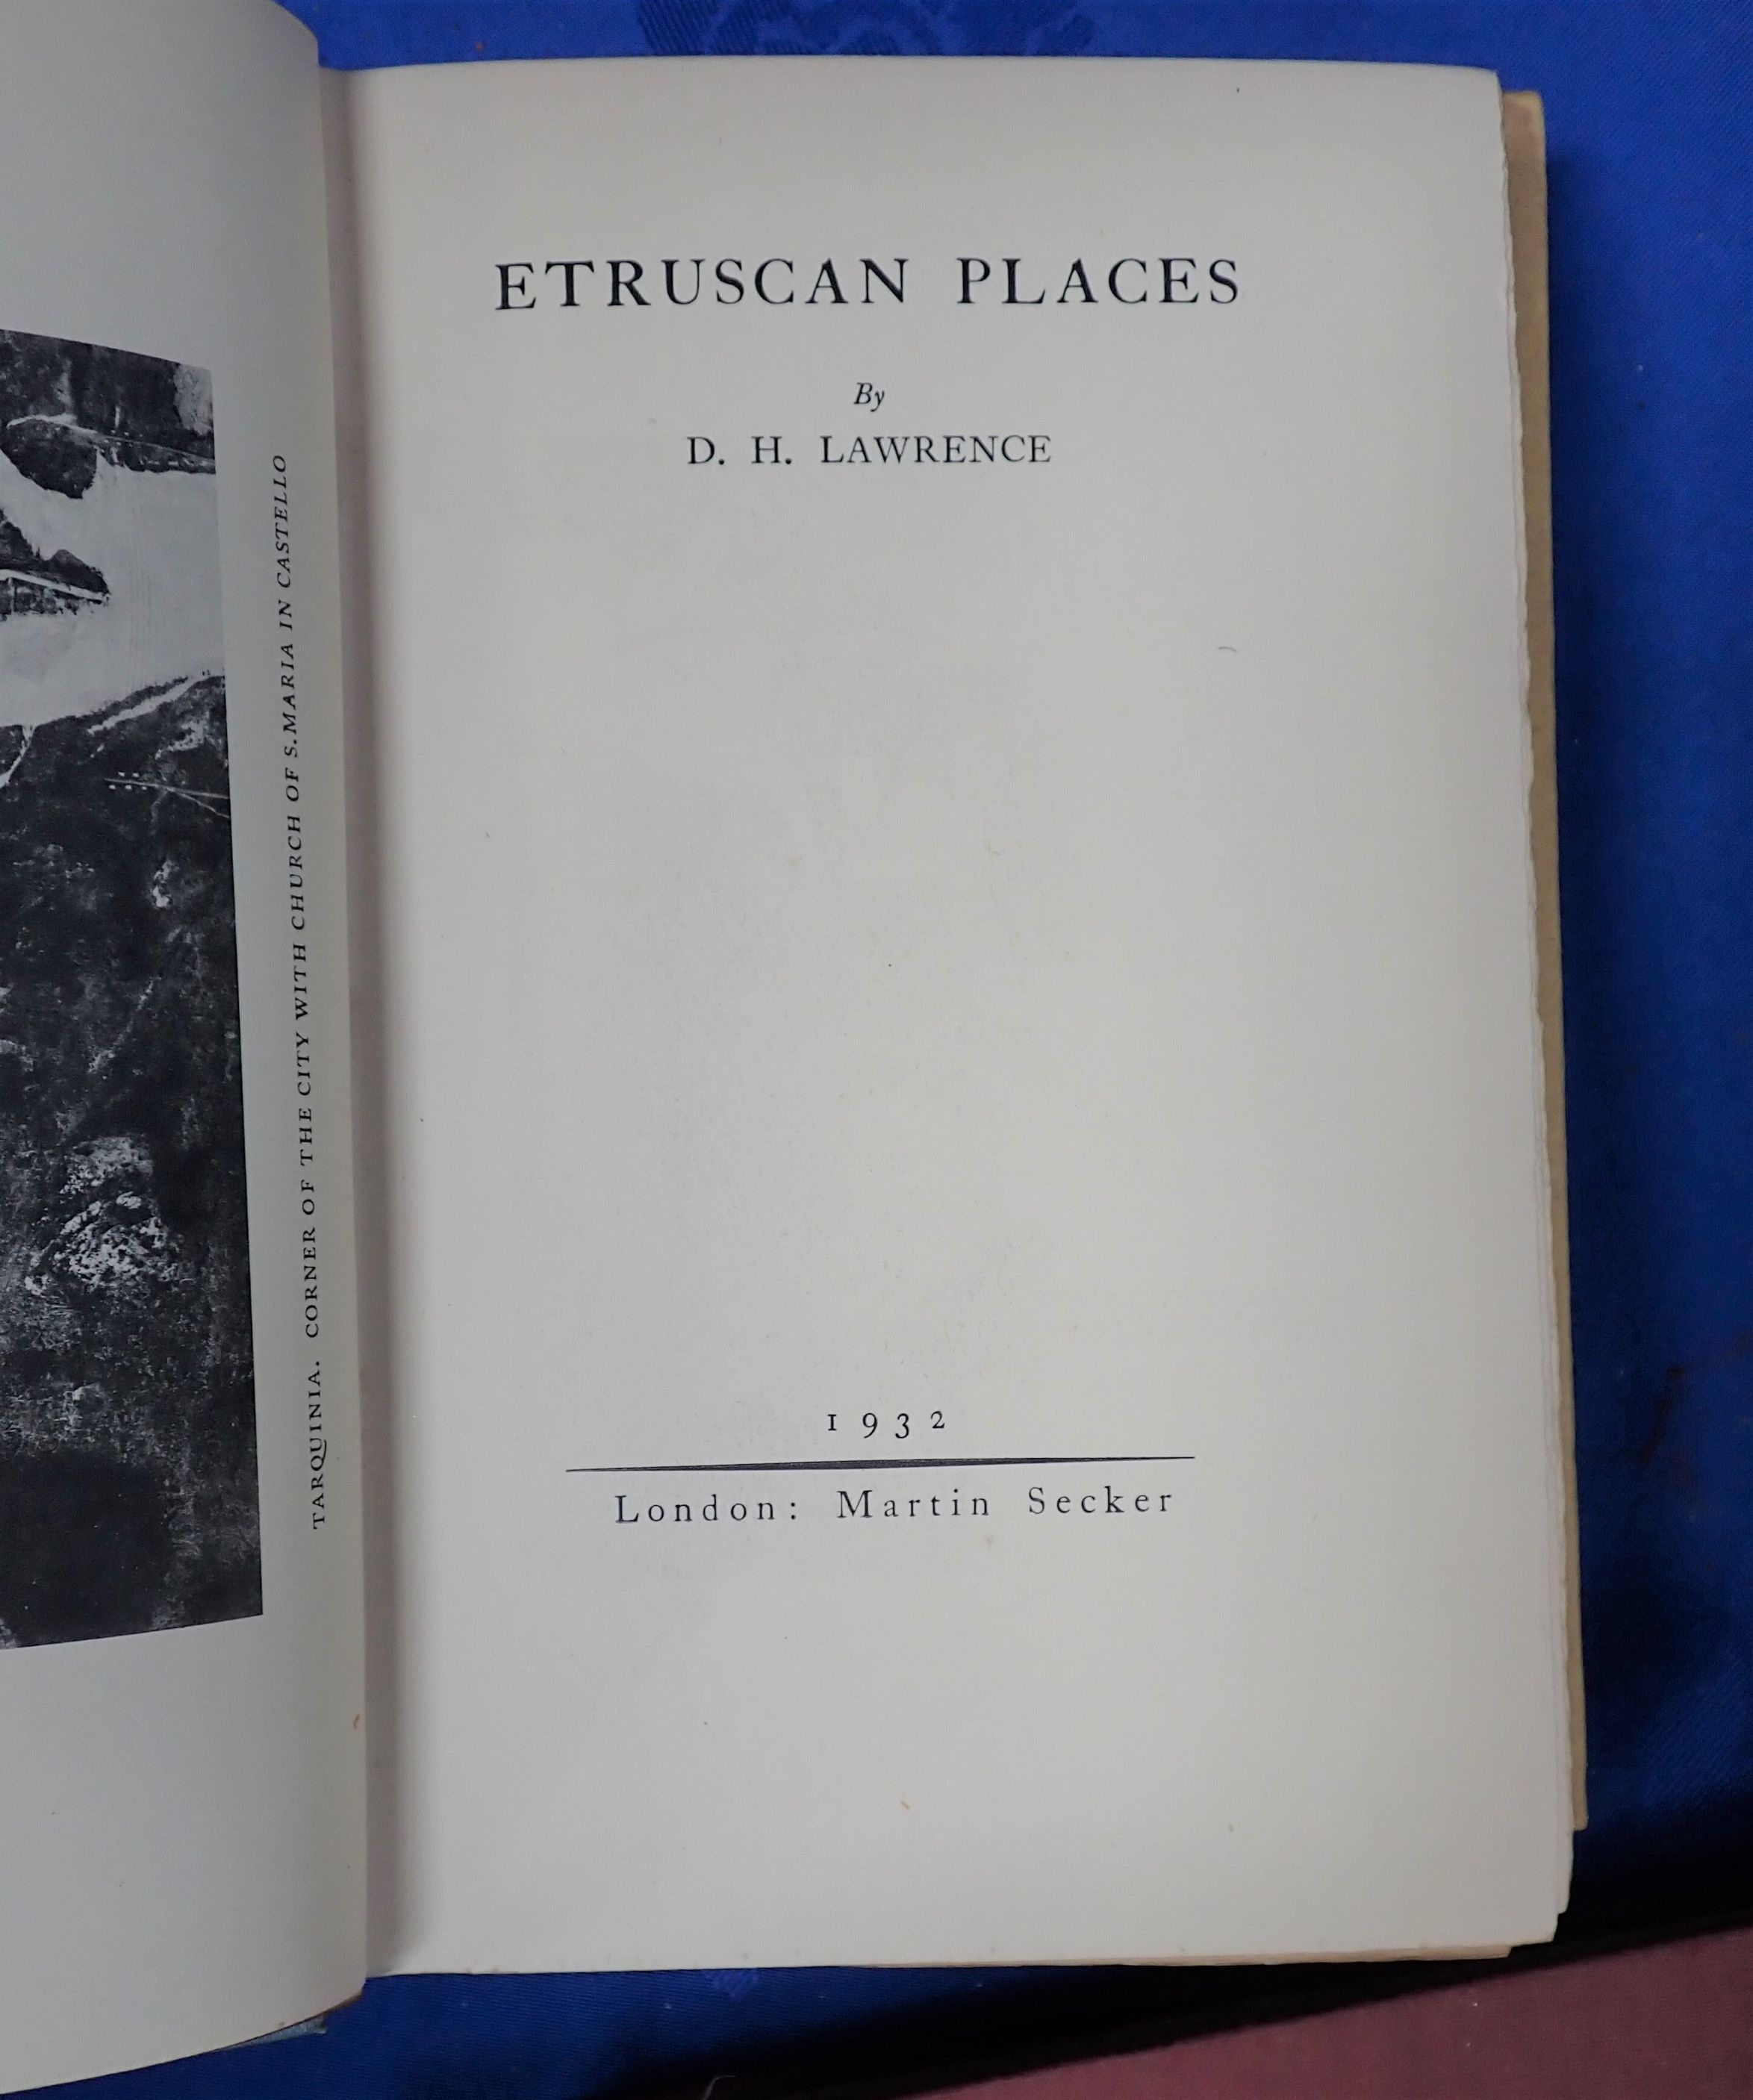 TARQUINIA. CORNER OF THE CITY WITH CHURCH OF S. MARIA IN CASTELLO
ETRUSCAN PLACES
By
D. H. LAWRENCE
1932
London: Martin Secker